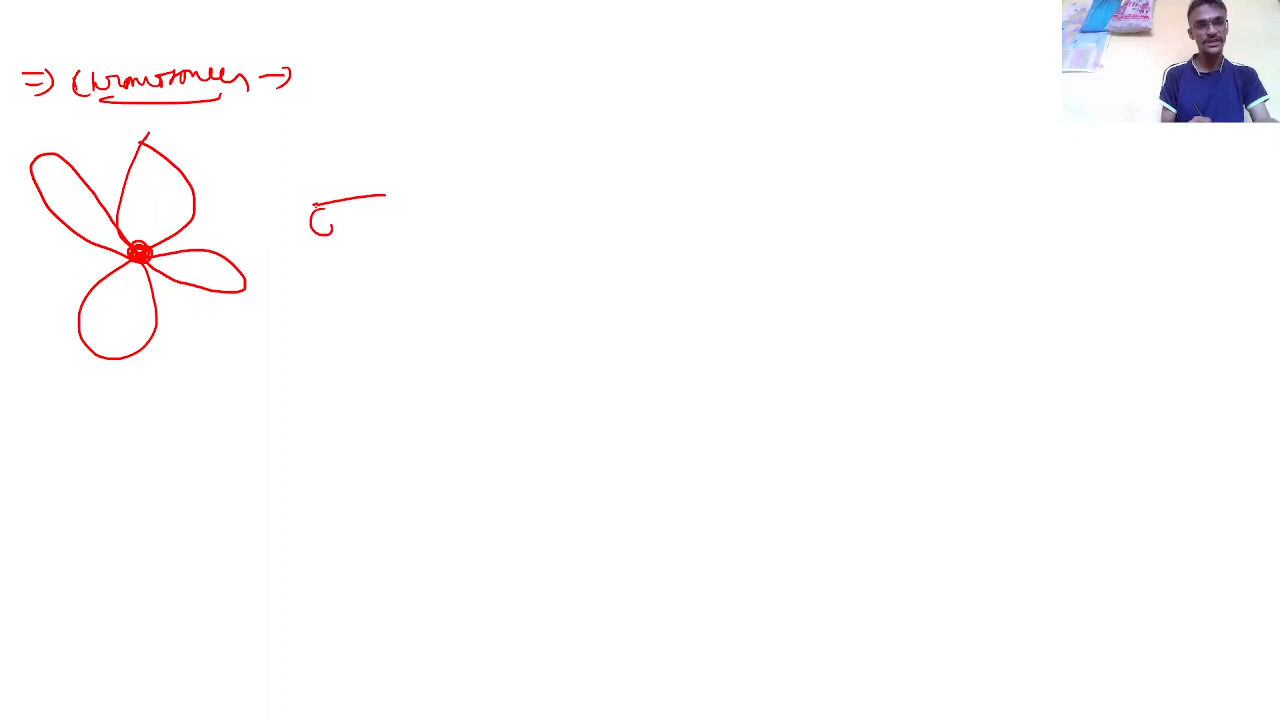 => Chromosomes →